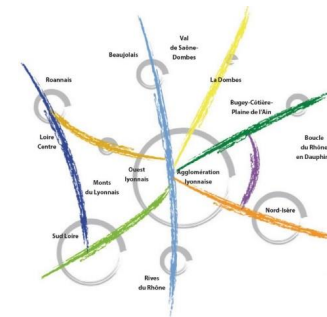 Val
de Saône-
Dombes
Beaujolais
Roannais
La Dombes
Bugey-Côtière-
Plaine de l'Ain
Loire
Centre
Boucle
du Rhône
en Dauphin
Ouest
lyonnais
Agglomération
lyonnaise
Monts
du Lyonnais
Nord-Isère
Sud Loire
Rives
du Rhône